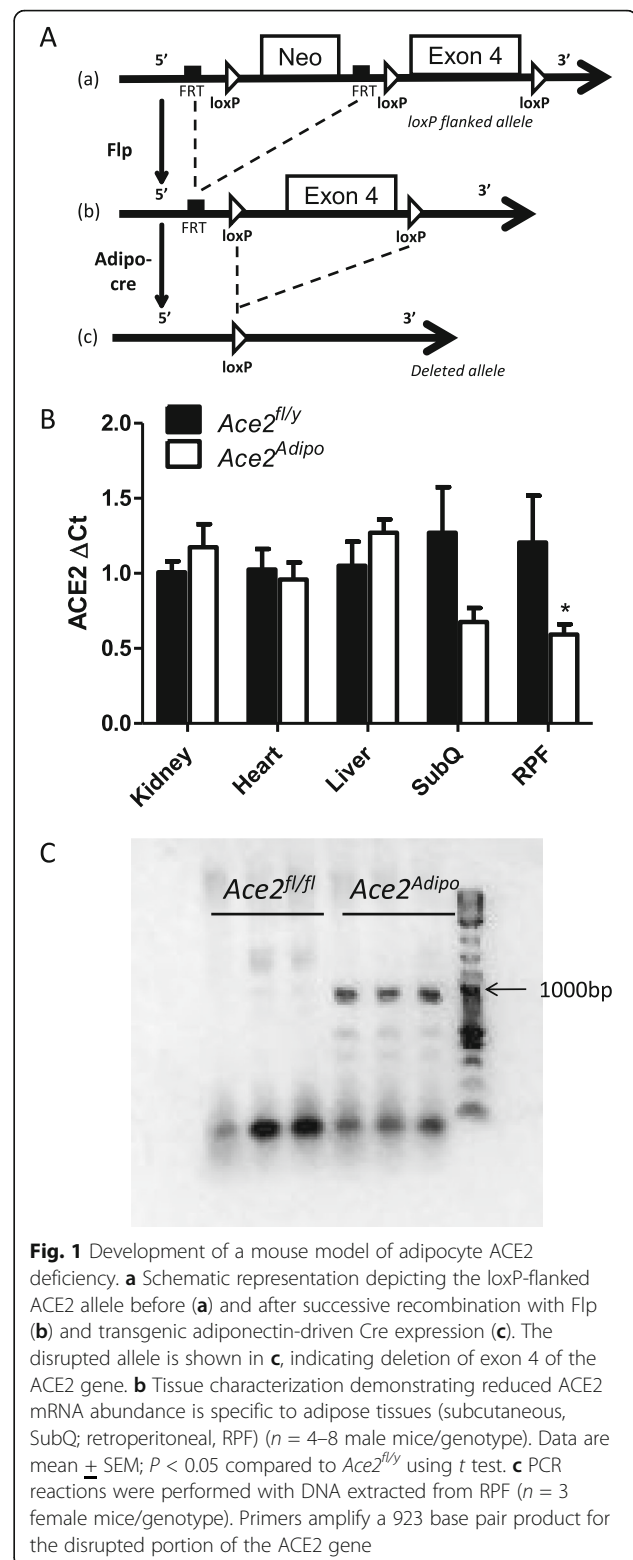 A
5’ Neo Exon 4 3’
(a)
FRT loxP FRT loxP loxP
loxP flanked allele
Flp
5’ Exon 4 3’
(b)
FRT loxP loxP
Adipo-
cre
5’ 3’
(c)
loxP
Deleted allele
B
Ace2fl/y
Ace2Adipo
ACE2 ΔCt
2.0
1.5
1.0
0.5
0.0
*
Kidney Heart Liver SubQ RPF
C
Ace2fl/fl Ace2Adipo
1000bp
Fig. 1 Development of a mouse model of adipocyte ACE2
deficiency. a Schematic representation depicting the loxP-flanked
ACE2 allele before (a) and after successive recombination with Flp
(b) and transgenic adiponectin-driven Cre expression (c). The
disrupted allele is shown in c, indicating deletion of exon 4 of the
ACE2 gene. b Tissue characterization demonstrating reduced ACE2
mRNA abundance is specific to adipose tissues (subcutaneous,
SubQ; retroperitoneal, RPF) (n = 4–8 male mice/genotype). Data are
mean + SEM; P < 0.05 compared to Ace2fl/y using t test. c PCR
reactions were performed with DNA extracted from RPF (n = 3
female mice/genotype). Primers amplify a 923 base pair product for
the disrupted portion of the ACE2 gene